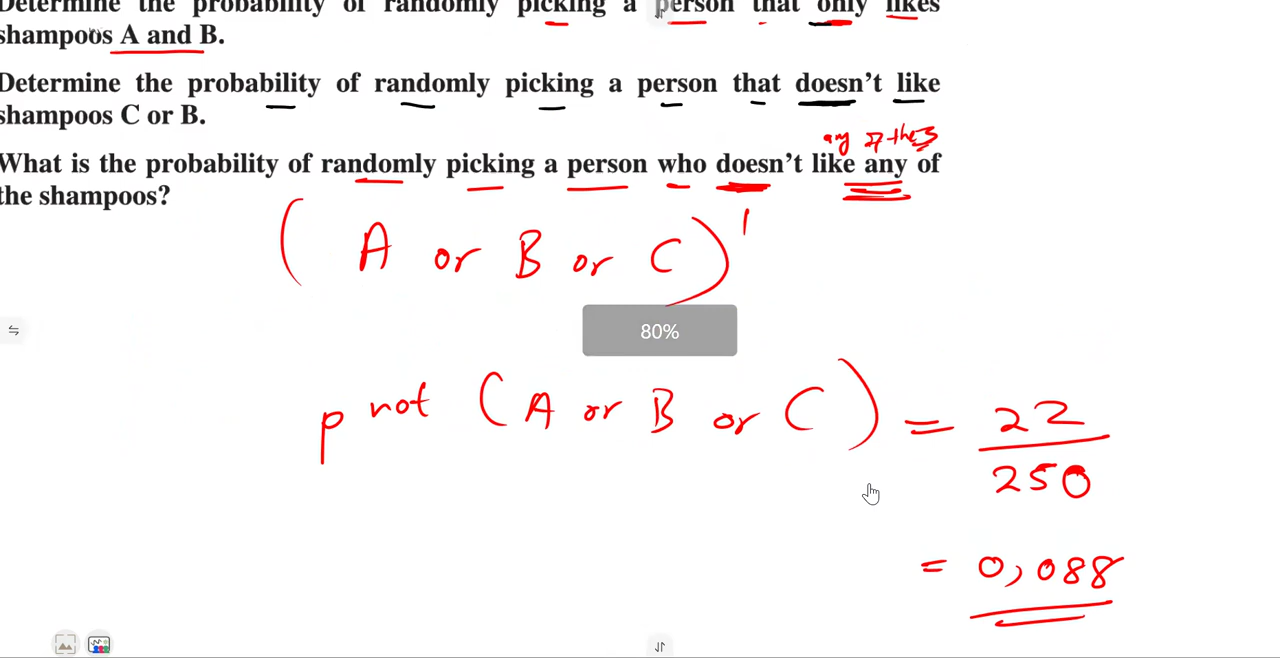 Determine the probability of randomly picking a person that only likes
shampoos A and B.
Determine the probability of randomly picking a person that doesn't like
shampoos C or B.
any of the 3
What is the probability of randomly picking a person who doesn't like any of
the shampoos?
( A or B or C )'
80%
p not ( A or B or C ) = 22/250
= 0,088